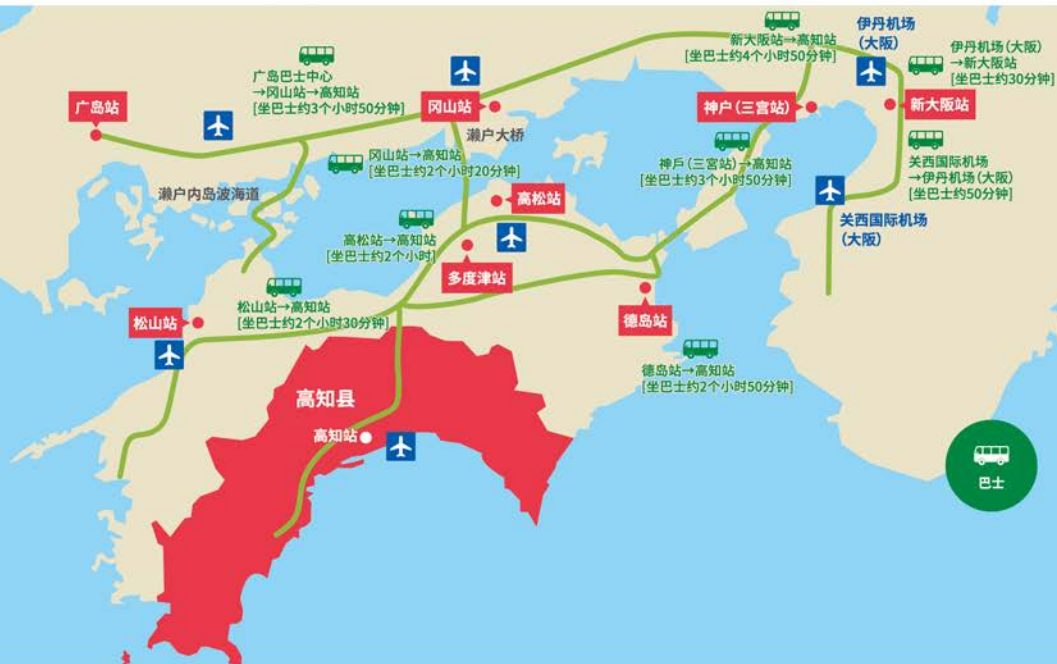 新大阪站→高知站
[坐巴士约4个小时50分钟]
伊丹机场
(大阪)
伊丹机场(大阪)
→新大阪站
[坐巴士约30分钟]
广岛巴士中心
→冈山站→高知站
[坐巴士约3个小时50分钟]
广岛站
冈山站
濑户大桥
神户(三宫站)
新大阪站
冈山站→高知站
[坐巴士约2个小时20分钟]
神戶(三宮站)→高知站
[坐巴士约3个小时50分钟]
关西国际机场
→伊丹机场(大阪)
[坐巴士约50分钟]
濑户内岛波海道
高松站
关西国际机场
(大阪)
高松站→高知站
[坐巴士约2个小时]
多度津站
松山站→高知站
[坐巴士约2个小时30分钟]
松山站
德岛站
德岛站→高知站
[坐巴士约2个小时50分钟]
高知县
高知站
巴士